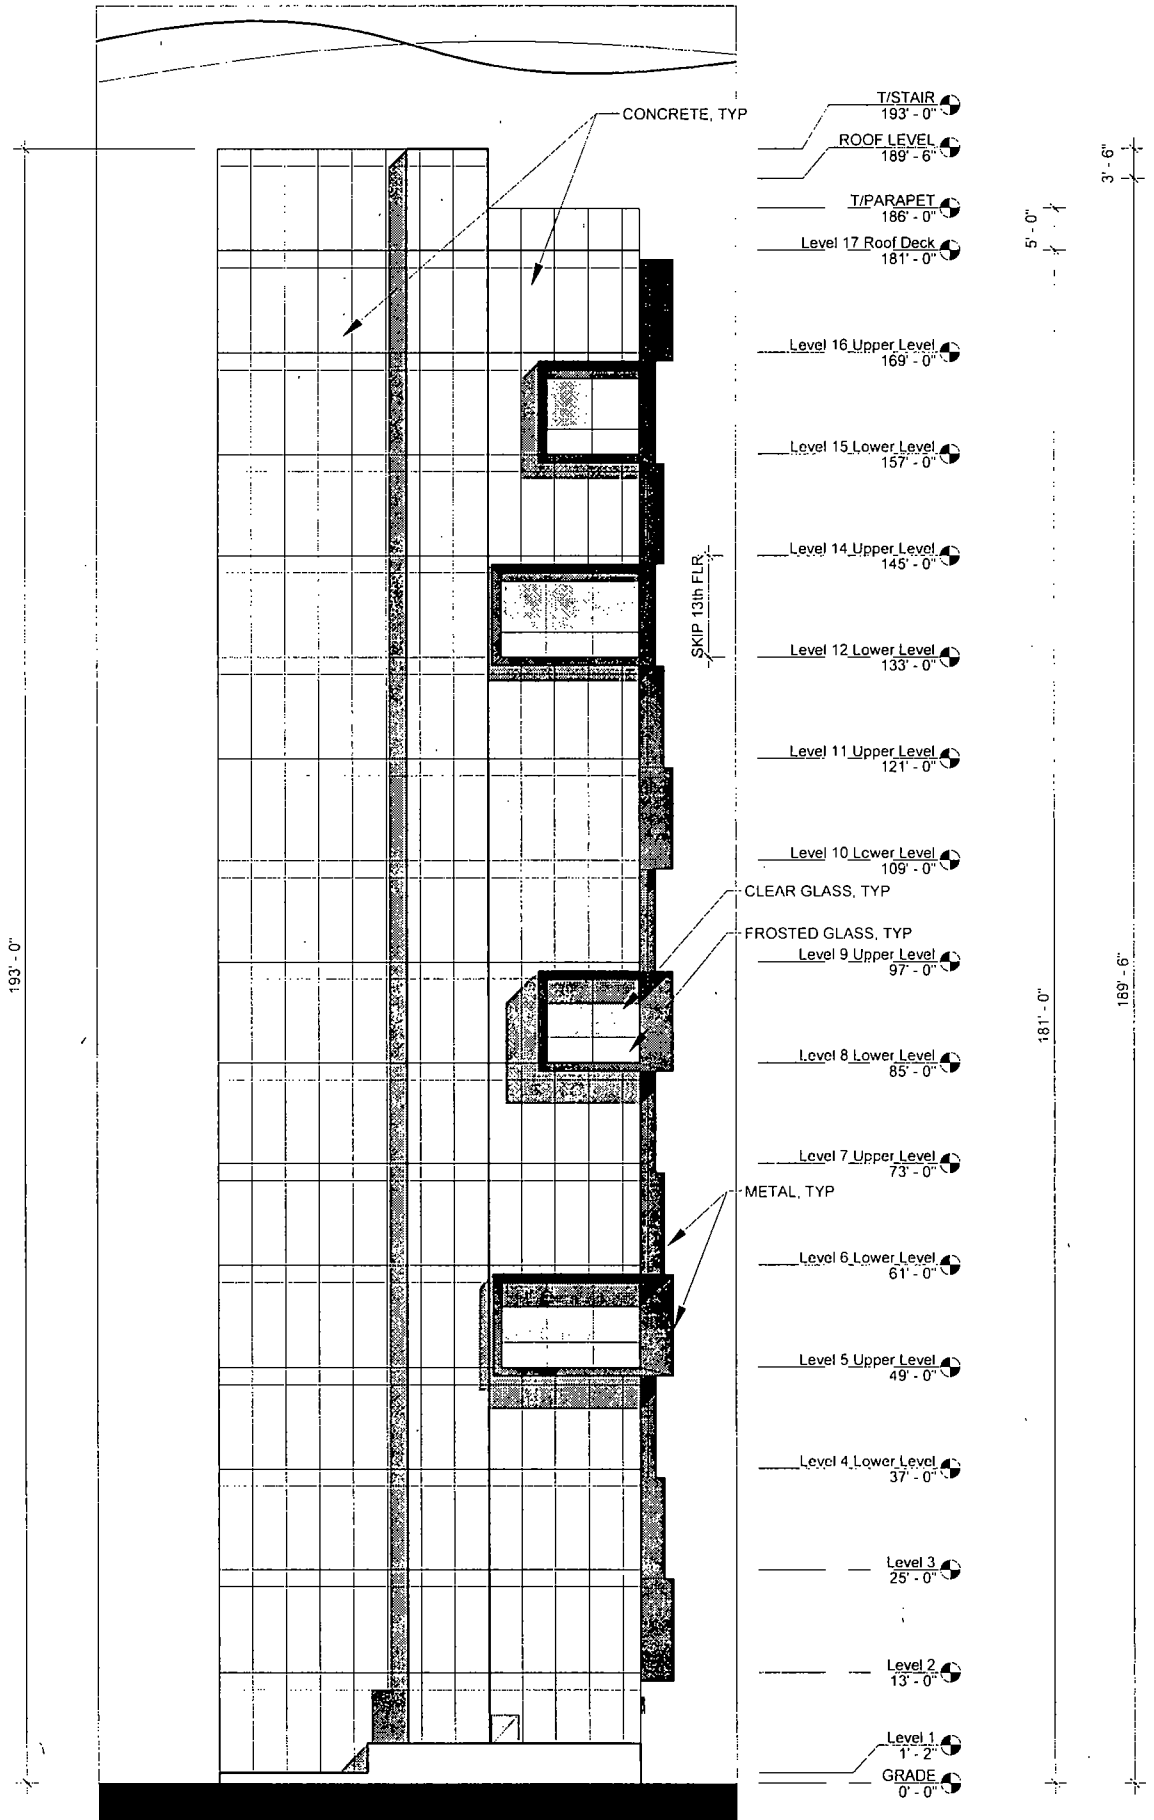 CONCRETE, TYP
T/STAIR
193' - 0"
ROOF LEVEL
189' - 6"
3' - 6"
T/PARAPET
186' - 0"
5' - 0"
Level 17 Roof Deck
181' - 0"
Level 16 Upper Level
169' - 0"
Level 15 Lower Level
157' - 0"
Level 14 Upper Level
145' - 0"
SKIP 13th FLR
Level 12 Lower Level
133' - 0"
Level 11 Upper Level
121' - 0"
Level 10 Lower Level
109' - 0"
CLEAR GLASS, TYP
FROSTED GLASS, TYP
Level 9 Upper Level
97' - 0"
193' - 0"
181' - 0"
189' - 6"
Level 8 Lower Level
85' - 0"
Level 7 Upper Level
73' - 0"
METAL, TYP
Level 6 Lower Level
61' - 0"
Level 5 Upper Level
49' - 0"
Level 4 Lower Level
37' - 0"
Level 3
25' - 0"
Level 2
13' - 0"
Level 1
1' - 2"
GRADE
0' - 0"